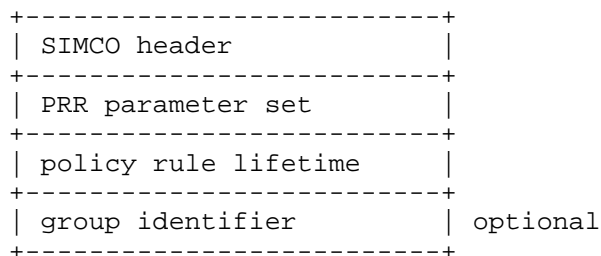 +--------------------------+
| SIMCO header             |
+--------------------------+
| PRR parameter set        |
+--------------------------+
| policy rule lifetime     |
+--------------------------+
| group identifier         | optional
+--------------------------+